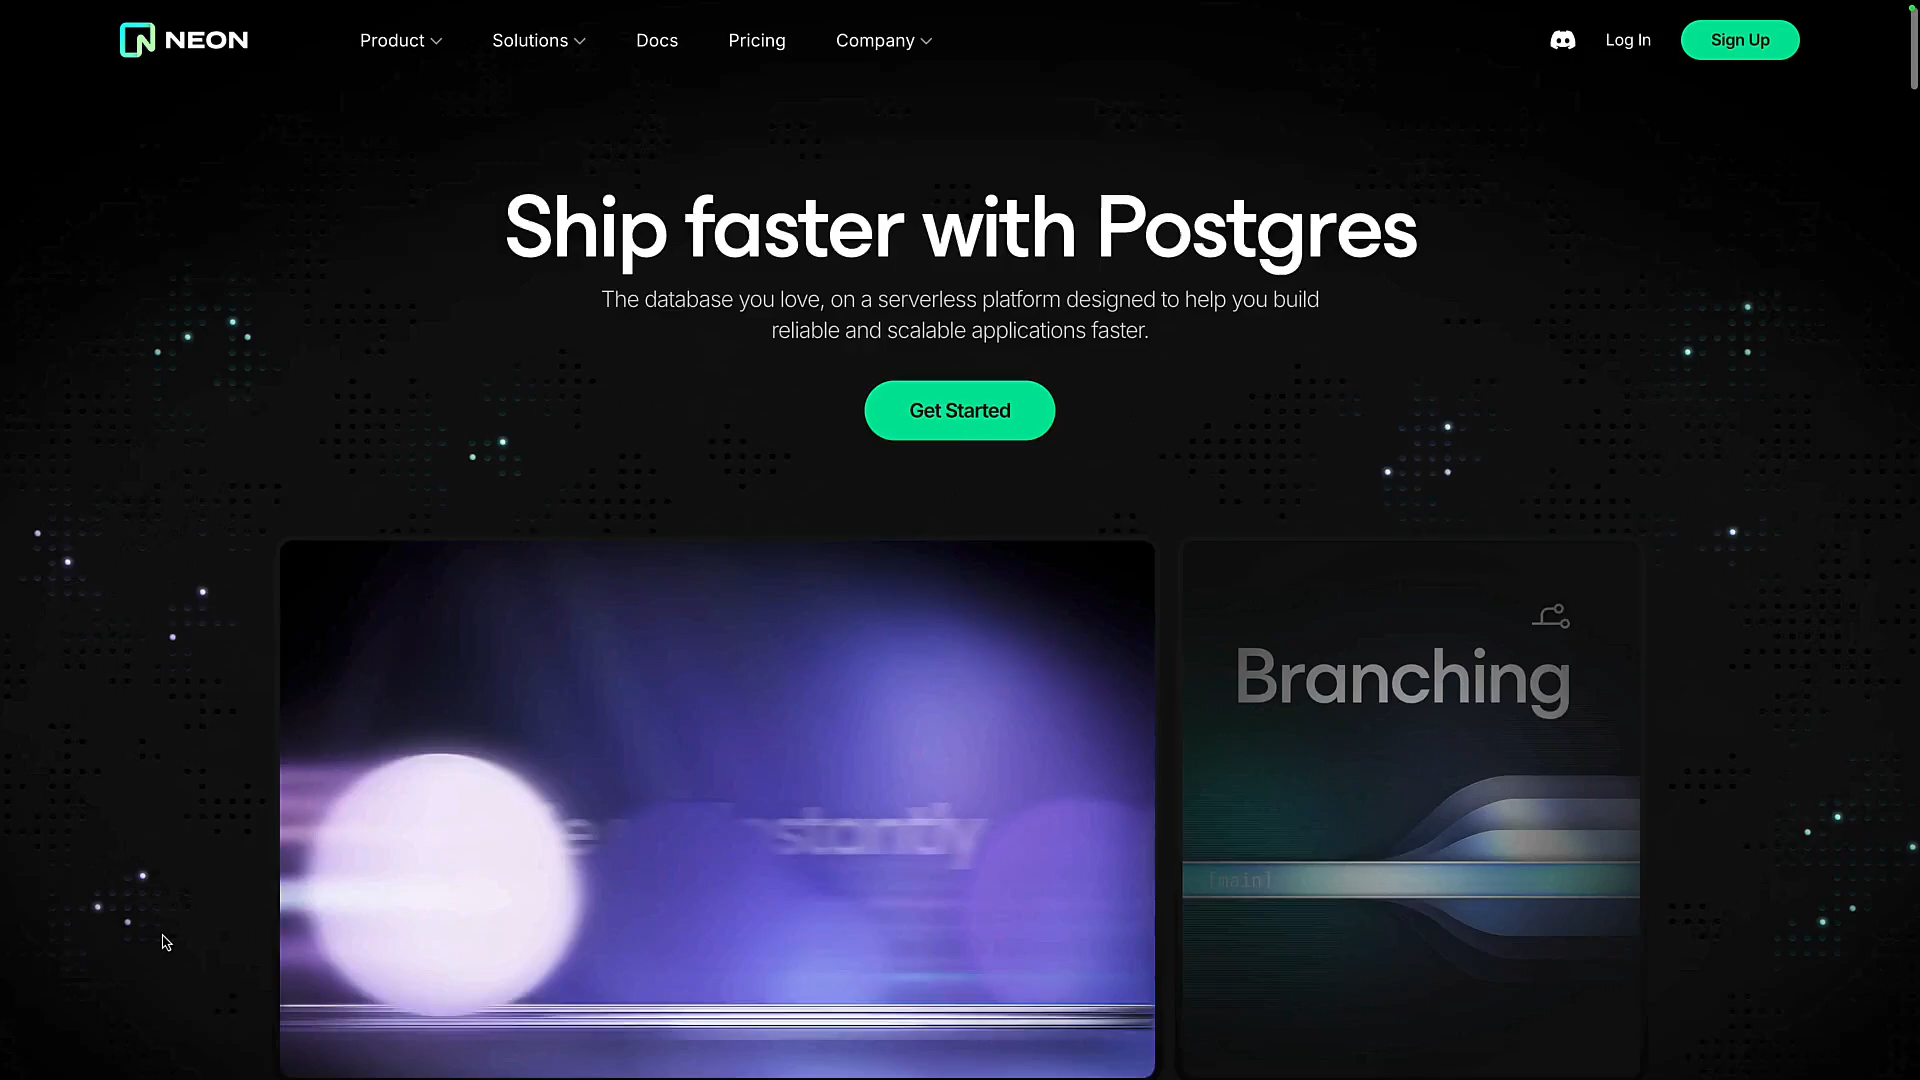 NEON
Product
Solutions
Docs
Pricing
Company
Log In
Sign Up
Ship faster with Postgres
The database you love, on a serverless platform designed to help you build
reliable and scalable applications faster.
Get Started
Branching
[main]